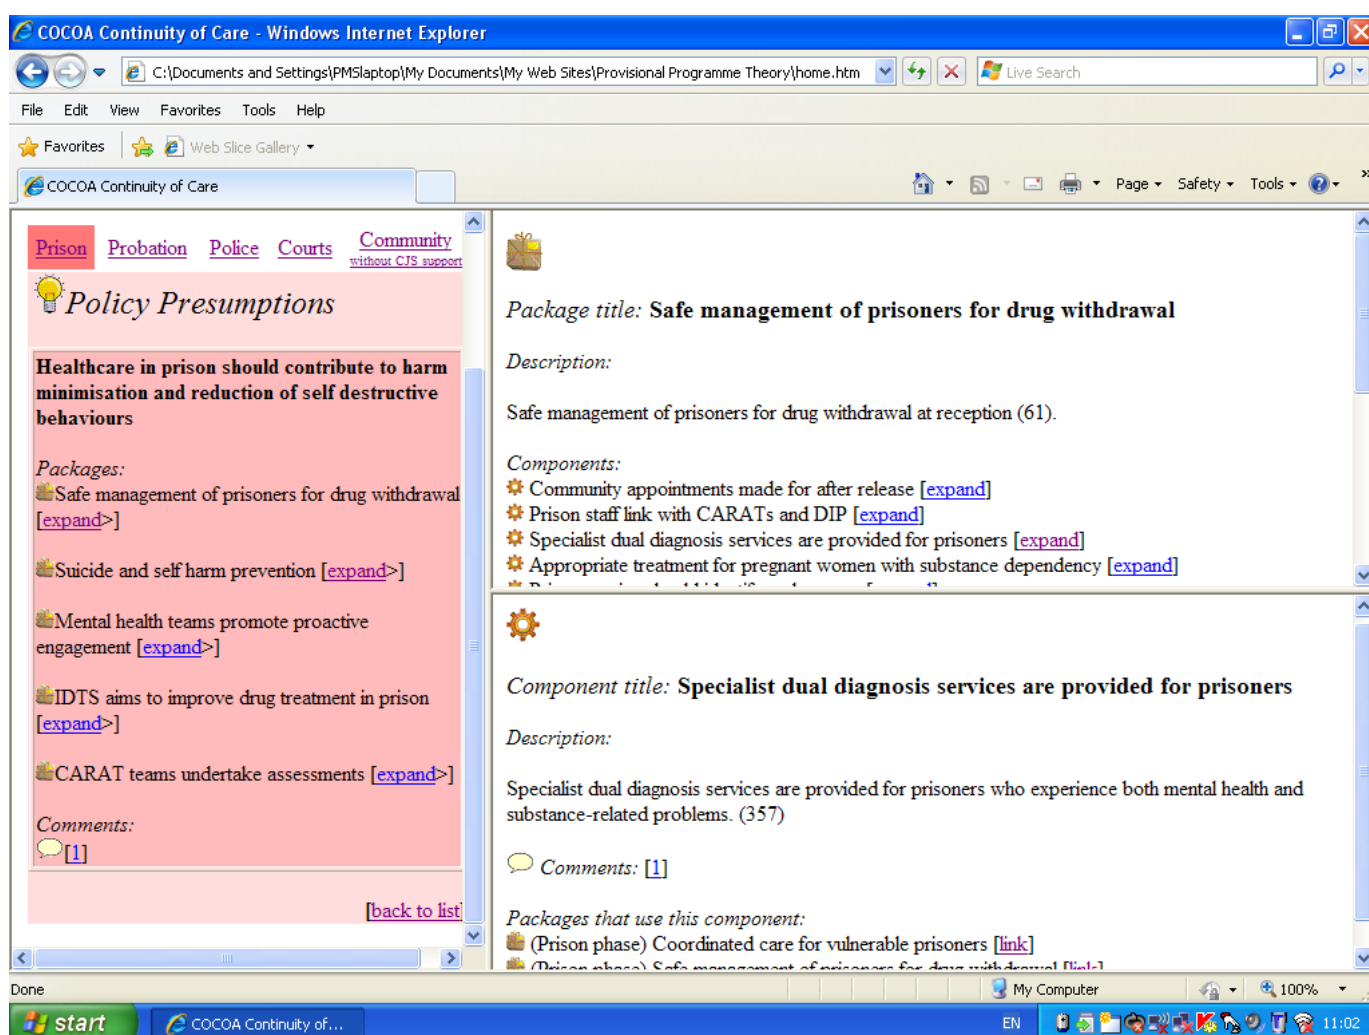 COCOA Continuity of Care - Windows Internet Explorer
C:\Documents and Settings\PMSlaptop\My Documents\My Web Sites\Provisional Programme Theory\home.htm
Live Search
File Edit View Favorites Tools Help
Favorites Web Slice Gallery
COCOA Continuity of Care
Page Safety Tools
Prison Probation Police Courts Community
without CJS support
Policy Presumptions
Healthcare in prison should contribute to harm
minimisation and reduction of self destructive
behaviours
Packages:
Safe management of prisoners for drug withdrawal
[expand>]
Suicide and self harm prevention [expand>]
Mental health teams promote proactive
engagement [expand>]
IDTS aims to improve drug treatment in prison
[expand>]
CARAT teams undertake assessments [expand>]
Comments:
[1]
[back to list]
Package title: Safe management of prisoners for drug withdrawal
Description:
Safe management of prisoners for drug withdrawal at reception (61).
Components:
Community appointments made for after release [expand]
Prison staff link with CARATs and DIP [expand]
Specialist dual diagnosis services are provided for prisoners [expand]
Appropriate treatment for pregnant women with substance dependency [expand]
Component title: Specialist dual diagnosis services are provided for prisoners
Description:
Specialist dual diagnosis services are provided for prisoners who experience both mental health and
substance-related problems. (357)
Comments: [1]
Packages that use this component:
(Prison phase) Coordinated care for vulnerable prisoners [link]
(Prison phase) Safe management of prisoners for drug withdrawal [link]
Done My Computer 100%
start COCOA Continuity of... EN 11:02